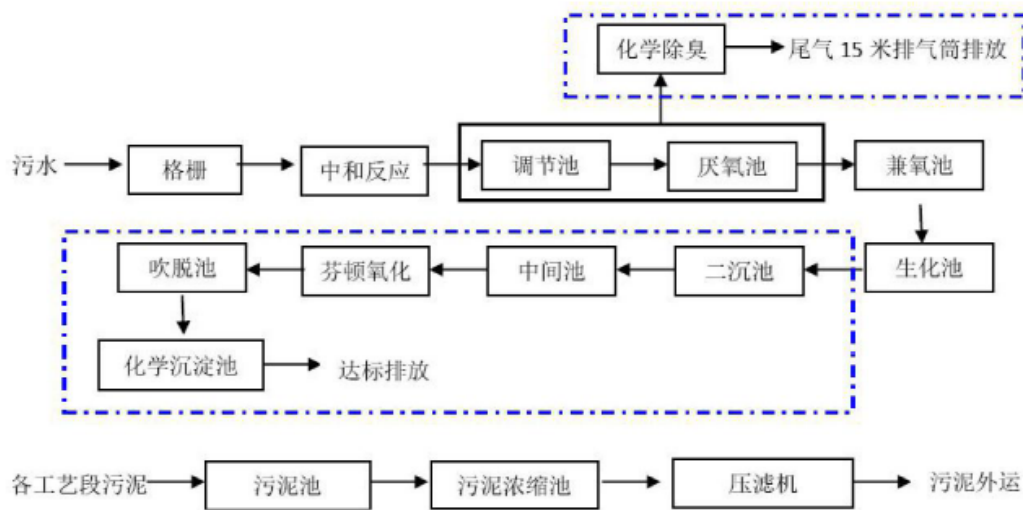 化学除臭 尾气 15 米排气筒排放
污水 格栅 中和反应 调节池 厌氧池 兼氧池
吹脱池 芬顿氧化 中间池 二沉池 生化池
化学沉淀池 达标排放
各工艺段污泥 污泥池 污泥浓缩池 压滤机 污泥外运